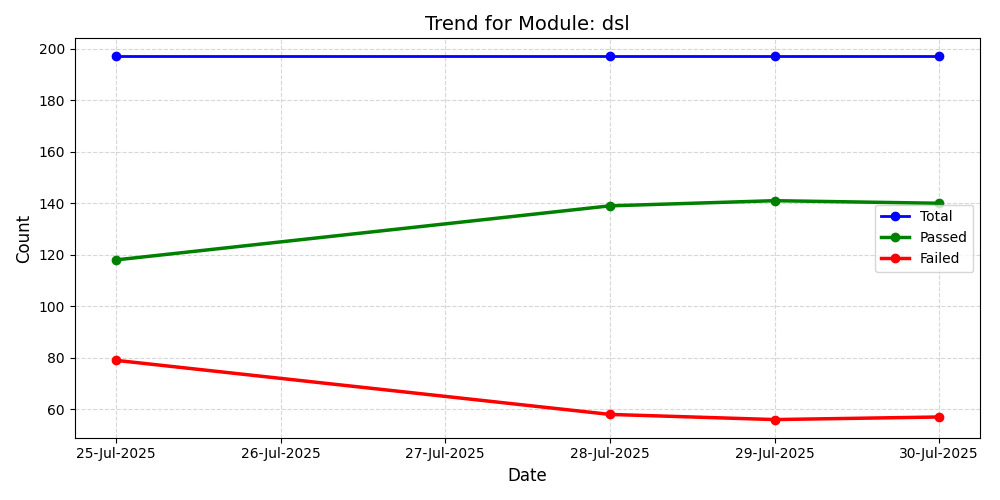 Trend for Module: dsl
200
180
160
140
120
100
80
60
Count
Total
Passed
Failed
25-Jul-2025 26-Jul-2025 27-Jul-2025 28-Jul-2025 29-Jul-2025 30-Jul-2025
Date